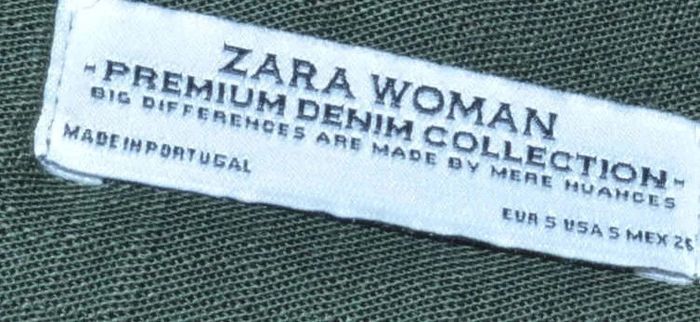 ZARA WOMAN
"PREMIUM DENIM COLLECTION"
BIG DIFFERENCES ARE MADE BY MERE NUANCES
MADE IN PORTUGAL
EUR S USA S MEX 26